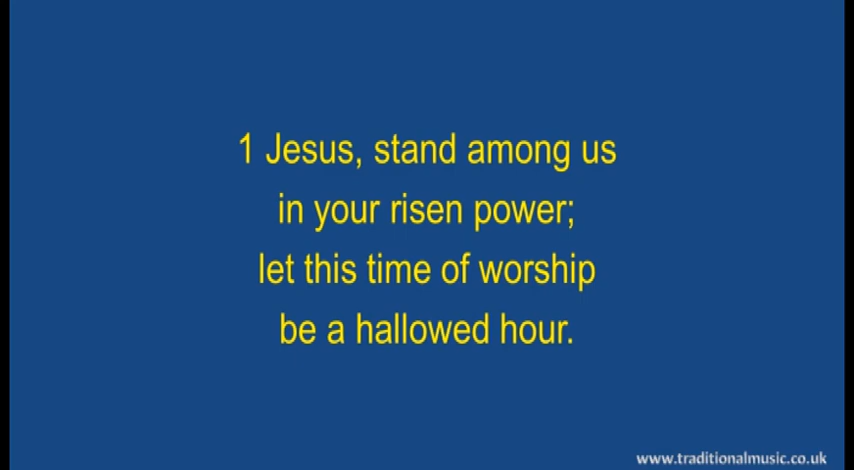 1 Jesus, stand among us
in your risen power;
let this time of worship
be a hallowed hour.
www.traditionalmusic.co.uk